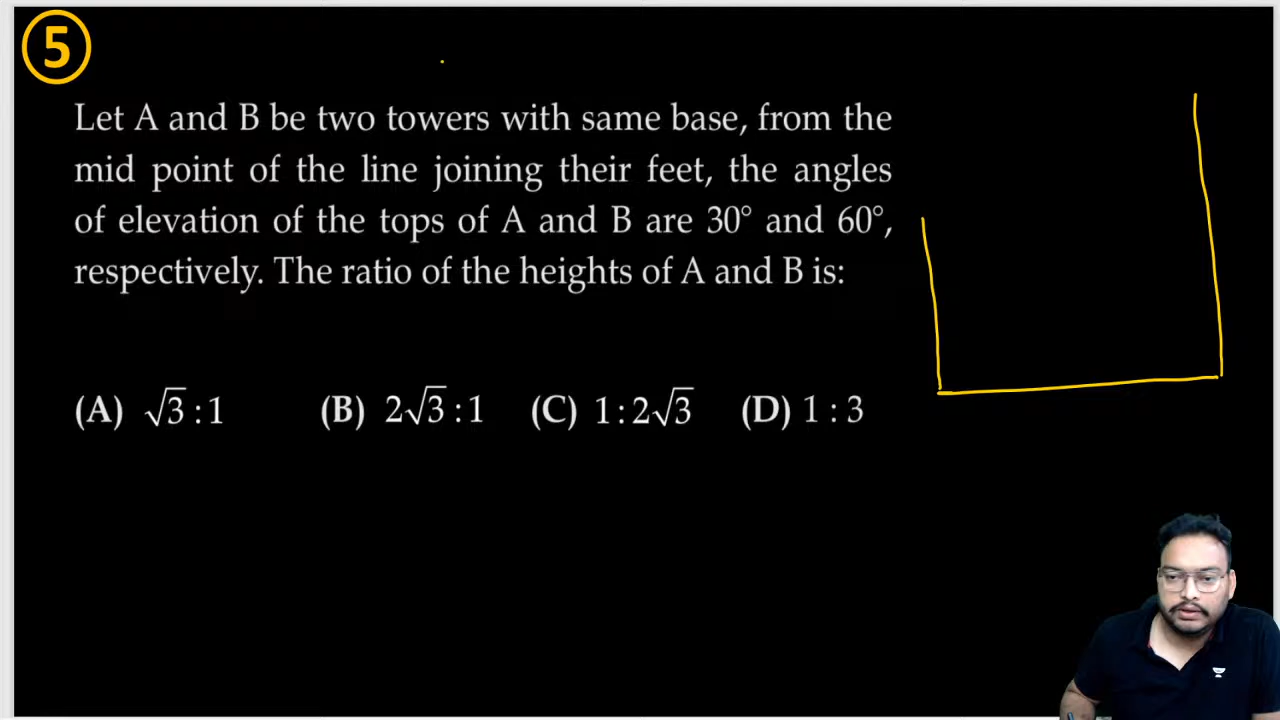 5
Let A and B be two towers with same base, from the
mid point of the line joining their feet, the angles
of elevation of the tops of A and B are 30° and 60°,
respectively. The ratio of the heights of A and B is:
(A) √3 : 1 (B) 2√3 : 1 (C) 1 : 2√3 (D) 1 : 3